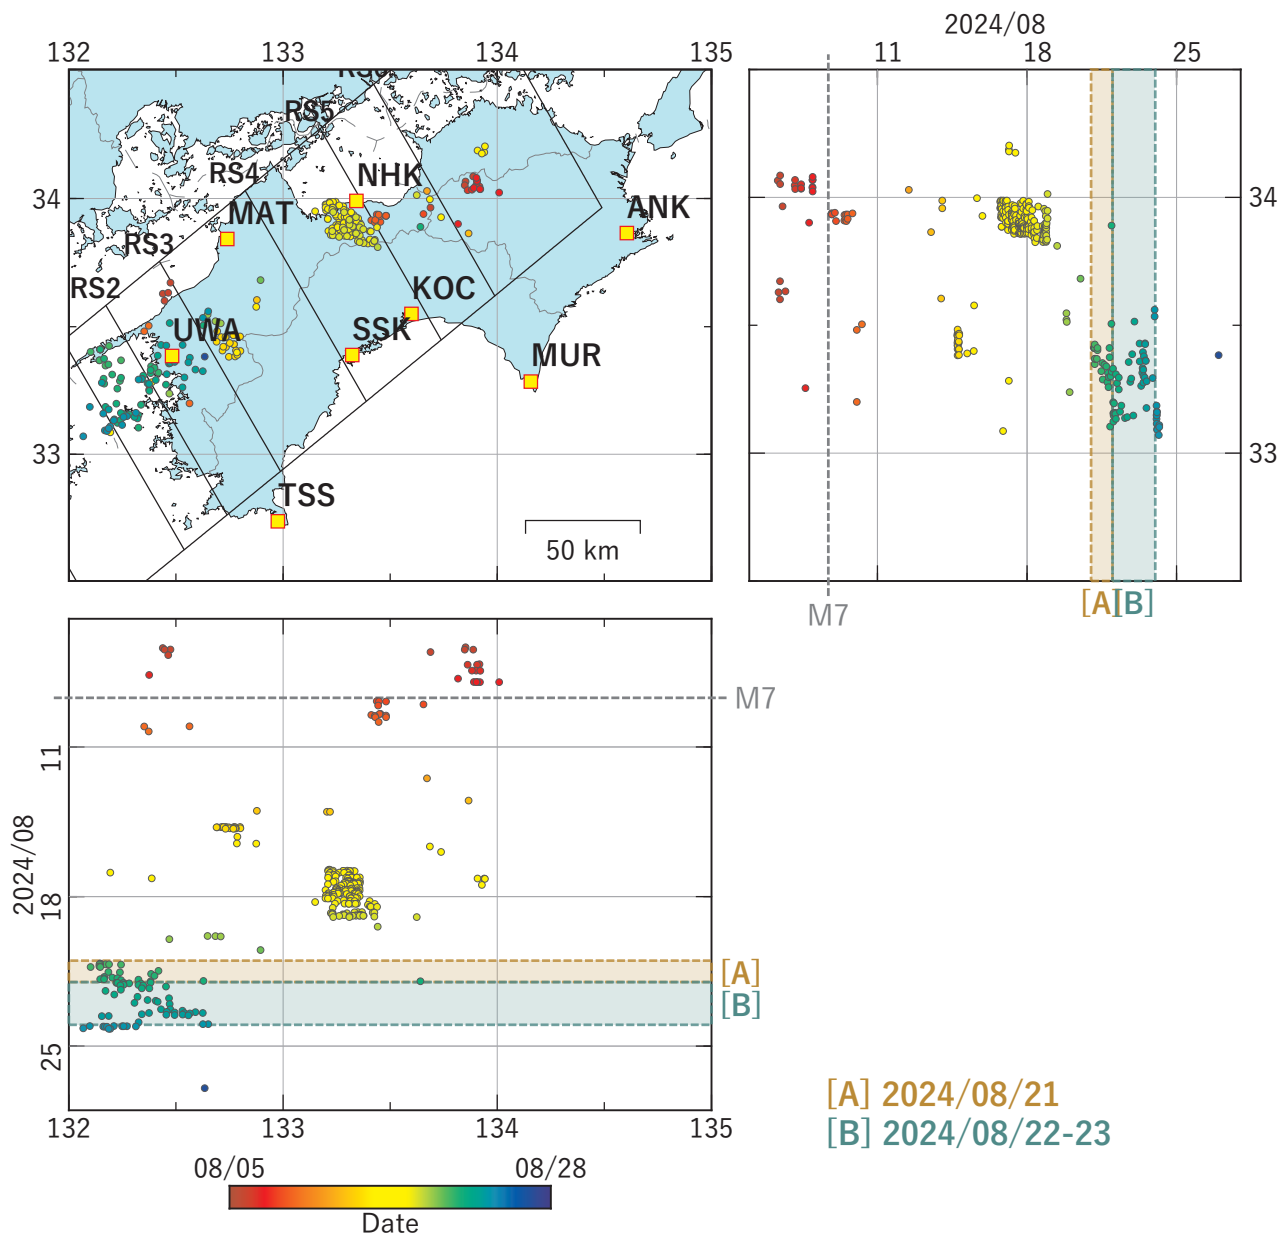 2024/08
132 133 134 135
11 18 25
RS6
RS5
RS4 NHK
MAT ANK
RS3
RS2 KOC
UWA SSK
MUR
TSS
50 km
34
33
34
33
[A][B]
M7
M7
11
18
25
2024/08
[A]
[B]
132 133 134 135
[A] 2024/08/21
[B] 2024/08/22-23
08/05 08/28
Date